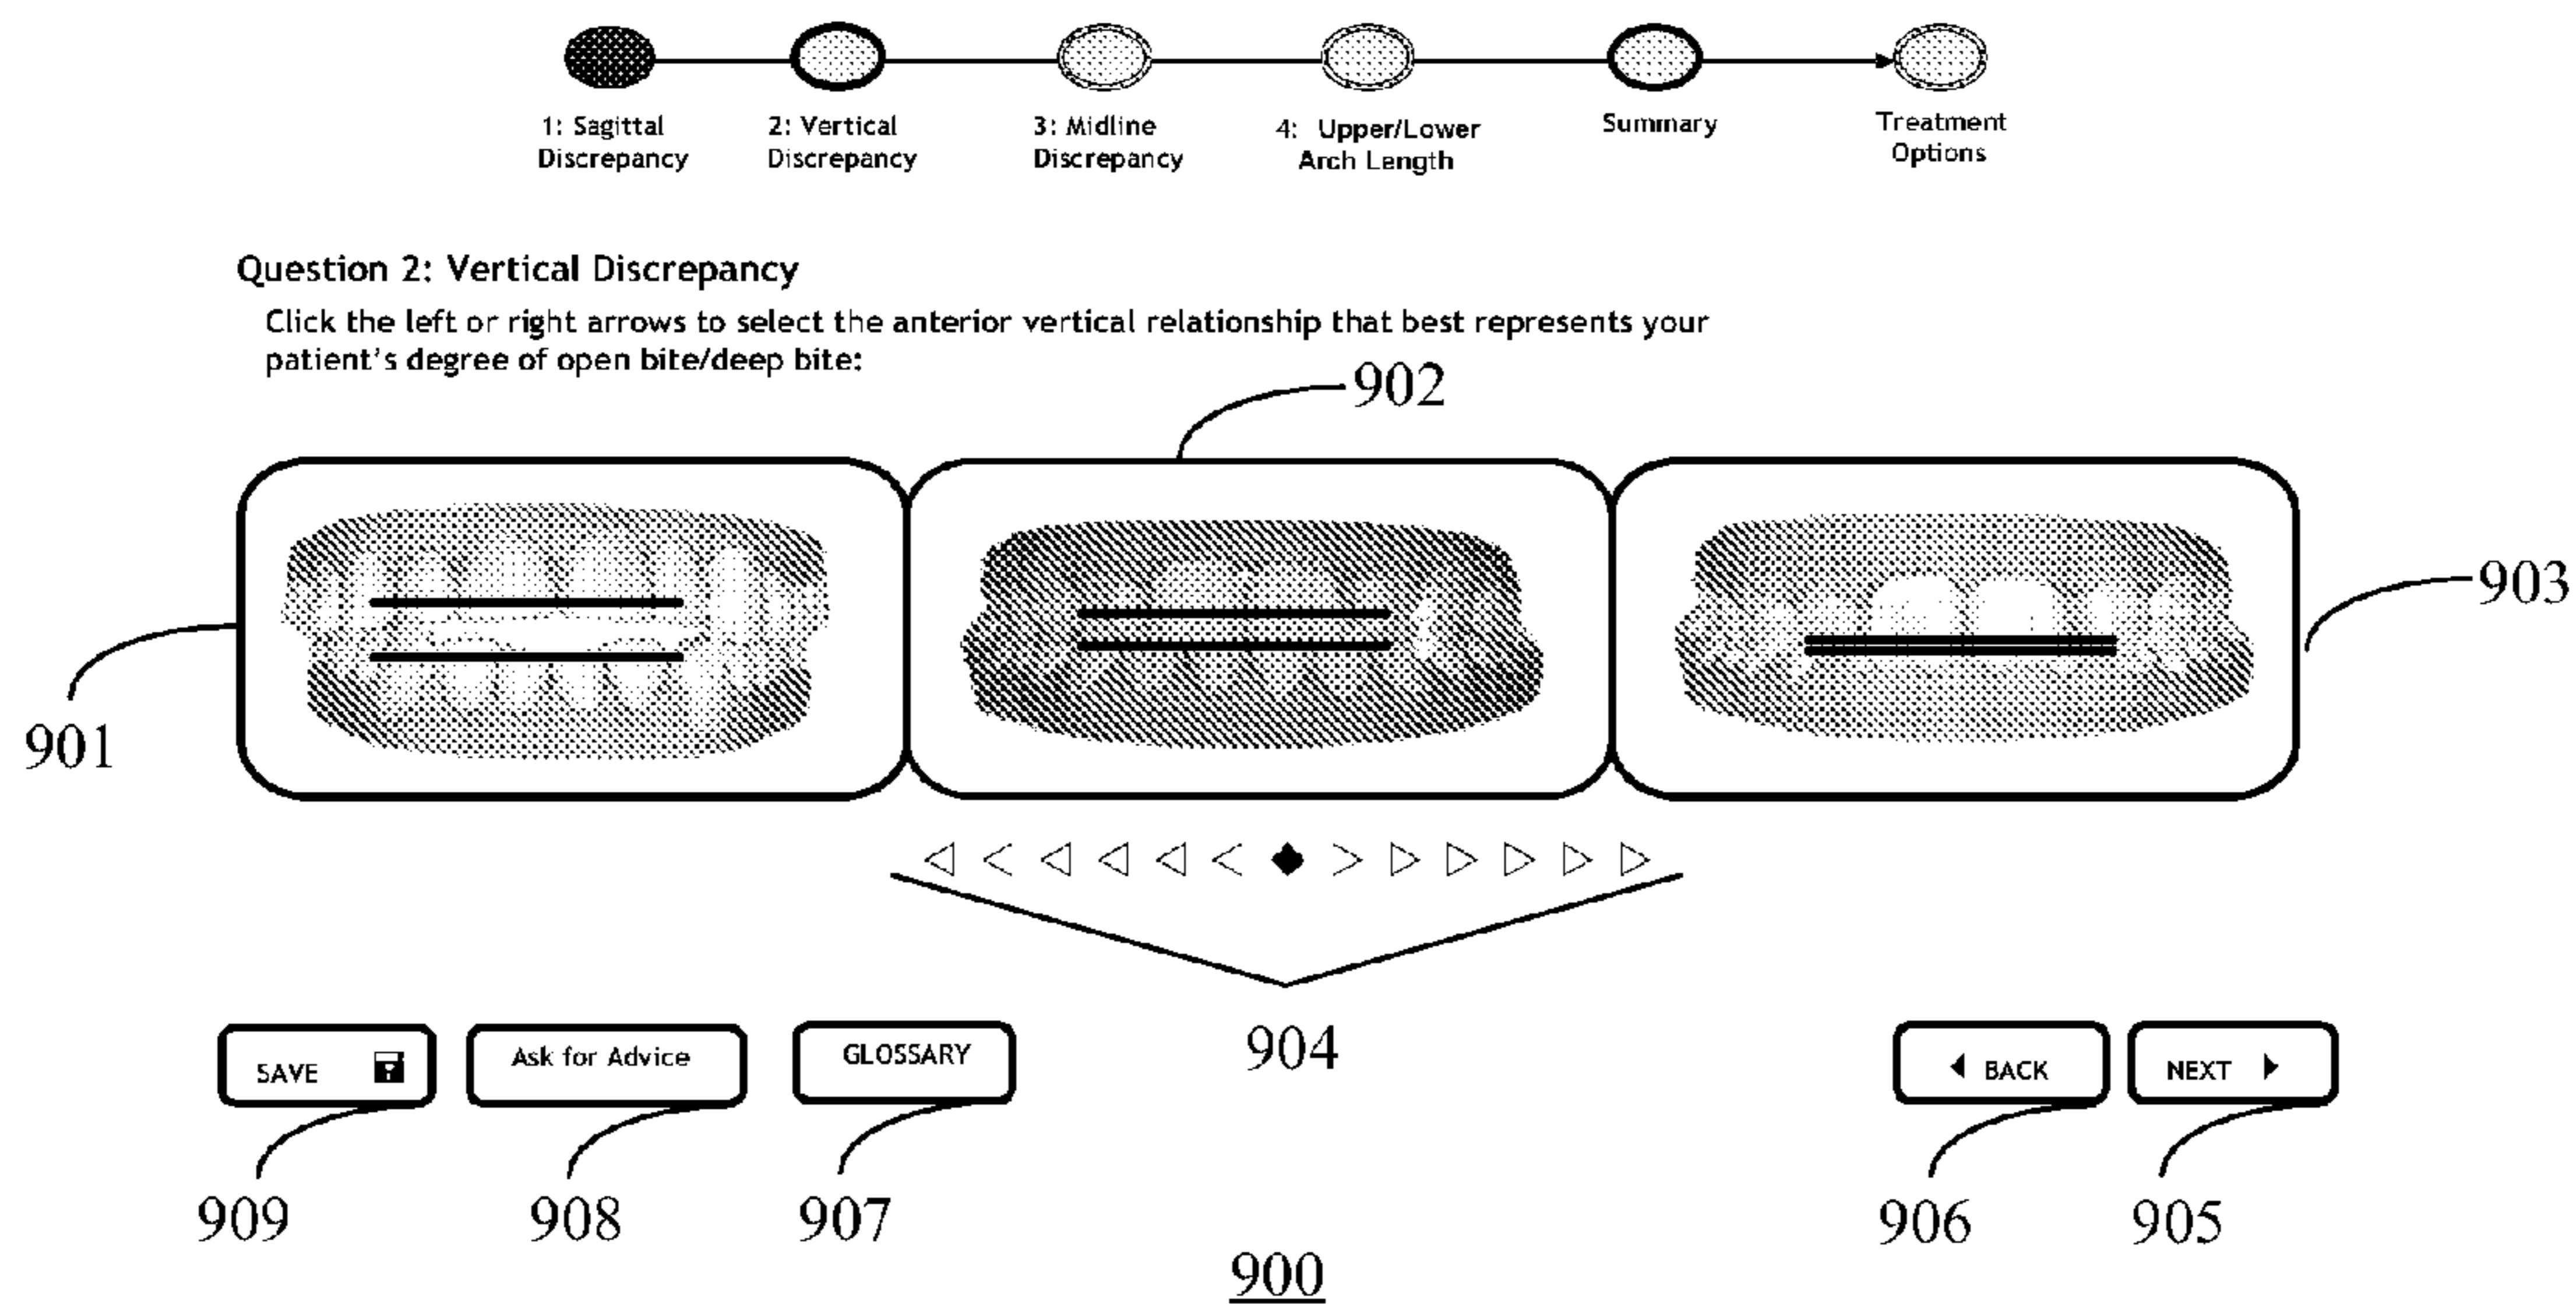 1: Sagittal
Discrepancy
2: Vertical
Discrepancy
3: Midline
Discrepancy
4: Upper/Lower
Arch Length
Summary
Treatment
Options
Question 2: Vertical Discrepancy
Click the left or right arrows to select the anterior vertical relationship that best represents your
patient's degree of open bite/deep bite:
902
903
901
904
SAVE
Ask for Advice
GLOSSARY
BACK
NEXT
909
908
907
906
905
900